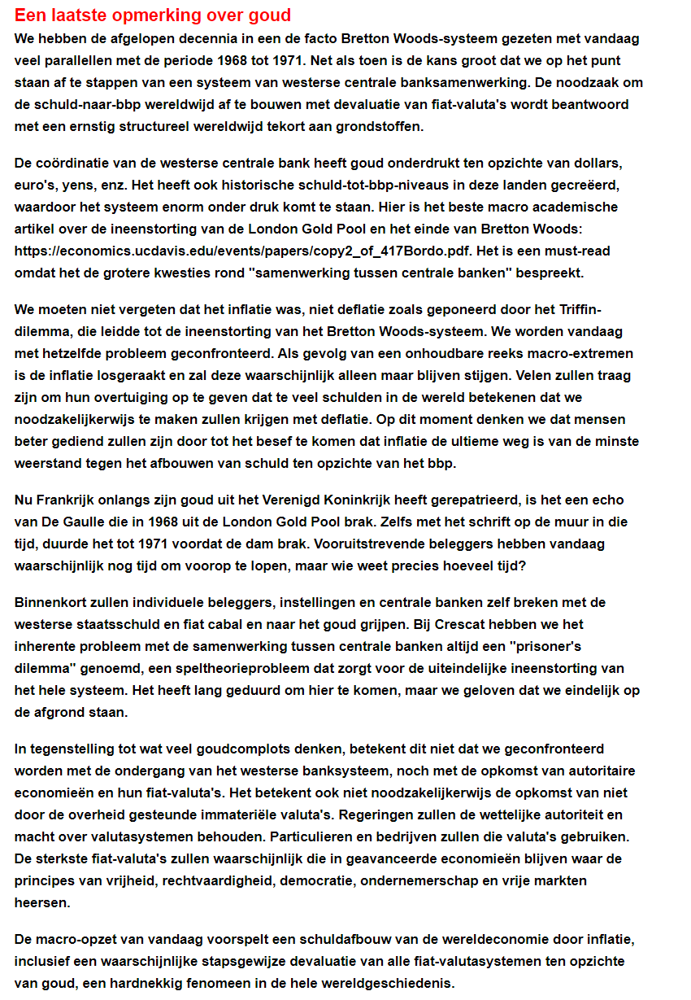 Een laatste opmerking over goud
We hebben de afgelopen decennia in een de facto Bretton Woods-systeem gezeten met vandaag
veel parallellen met de periode 1968 tot 1971. Net als toen is de kans groot dat we op het punt
staan af te stappen van een systeem van westerse centrale banksamenwerking. De noodzaak om
de schuld-naar-bbp wereldwijd af te bouwen met devaluatie van fiat-valuta's wordt beantwoord
met een ernstig structureel wereldwijd tekort aan grondstoffen.
De coördinatie van de westerse centrale bank heeft goud onderdrukt ten opzichte van dollars,
euro's, yens, enz. Het heeft ook historische schuld-tot-bbp-niveaus in deze landen gecreëerd,
waardoor het systeem enorm onder druk komt te staan. Hier is het beste macro academische
artikel over de ineenstorting van de London Gold Pool en het einde van Bretton Woods:
https://economics.ucdavis.edu/events/papers/copy2_of_417Bordo.pdf. Het is een must-read
omdat het de grotere kwesties rond "samenwerking tussen centrale banken" bespreekt.
We moeten niet vergeten dat het inflatie was, niet deflatie zoals geponeerd door het Triffin-
dilemma, die leidde tot de ineenstorting van het Bretton Woods-systeem. We worden vandaag
met hetzelfde probleem geconfronteerd. Als gevolg van een onhoudbare reeks macro-extremen
is de inflatie losgeraakt en zal deze waarschijnlijk alleen maar blijven stijgen. Velen zullen traag
zijn om hun overtuiging op te geven dat te veel schulden in de wereld betekenen dat we
noodzakelijkerwijs te maken zullen krijgen met deflatie. Op dit moment denken we dat mensen
beter gediend zullen zijn door tot het besef te komen dat inflatie de ultieme weg is van de minste
weerstand tegen het afbouwen van schuld ten opzichte van het bbp.
Nu Frankrijk onlangs zijn goud uit het Verenigd Koninkrijk heeft gerepatrieerd, is het een echo
van De Gaulle die in 1968 uit de London Gold Pool brak. Zelfs met het schrift op de muur in die
tijd, duurde het tot 1971 voordat de dam brak. Vooruitstrevende beleggers hebben vandaag
waarschijnlijk nog tijd om voorop te lopen, maar wie weet precies hoeveel tijd?
Binnenkort zullen individuele beleggers, instellingen en centrale banken zelf breken met de
westerse staatsschuld en fiat cabal en naar het goud grijpen. Bij Crescat hebben we het
inherente probleem met de samenwerking tussen centrale banken altijd een "prisoner's
dilemma" genoemd, een speltheorieprobleem dat zorgt voor de uiteindelijke ineenstorting van
het hele systeem. Het heeft lang geduurd om hier te komen, maar we geloven dat we eindelijk op
de afgrond staan.
In tegenstelling tot wat veel goudcomplots denken, betekent dit niet dat we geconfronteerd
worden met de ondergang van het westerse banksysteem, noch met de opkomst van autoritaire
economieën en hun fiat-valuta's. Het betekent ook niet noodzakelijkerwijs de opkomst van niet
door de overheid gesteunde immateriële valuta's. Regeringen zullen de wettelijke autoriteit en
macht over valutasystemen behouden. Particulieren en bedrijven zullen die valuta's gebruiken.
De sterkste fiat-valuta's zullen waarschijnlijk die in geavanceerde economieën blijven waar de
principes van vrijheid, rechtvaardigheid, democratie, ondernemerschap en vrije markten
heersen.
De macro-opzet van vandaag voorspelt een schuldafbouw van de wereldeconomie door inflatie,
inclusief een waarschijnlijke stapsgewijze devaluatie van alle fiat-valutasystemen ten opzichte
van goud, een hardnekkig fenomeen in de hele wereldgeschiedenis.